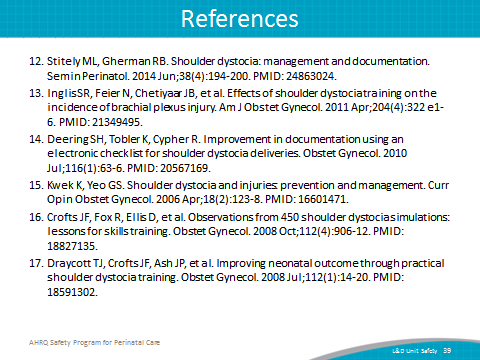 References
12. Stitely ML, Gherman RB. Shoulder dystocia: management and documentation.
Semin Perinatol. 2014 Jun;38(4):194-200. PMID: 24863024.
13. Inglis SR, Feier N, Chetiyaar JB, et al. Effects of shoulder dystocia training on the
incidence of brachial plexus injury. Am J Obstet Gynecol. 2011 Apr;204(4):322 e1-
6. PMID: 21349495.
14. Deering SH, Tobler K, Cypher R. Improvement in documentation using an
electronic checklist for shoulder dystocia deliveries. Obstet Gynecol. 2010
Jul;116(1):63-6. PMID: 20567169.
15. Kwek K, Yeo GS. Shoulder dystocia and injuries: prevention and management. Curr
Opin Obstet Gynecol. 2006 Apr;18(2):123-8. PMID: 16601471.
16. Crofts JF, Fox R, Ellis D, et al. Observations from 450 shoulder dystocia simulations:
lessons for skills training. Obstet Gynecol. 2008 Oct;112(4):906-12. PMID:
18827135.
17. Draycott TJ, Crofts JF, Ash JP, et al. Improving neonatal outcome through practical
shoulder dystocia training. Obstet Gynecol. 2008 Jul;112(1):14-20. PMID:
18591302.
AHRQ Safety Program for Perinatal Care
L&D Unit Safety 39